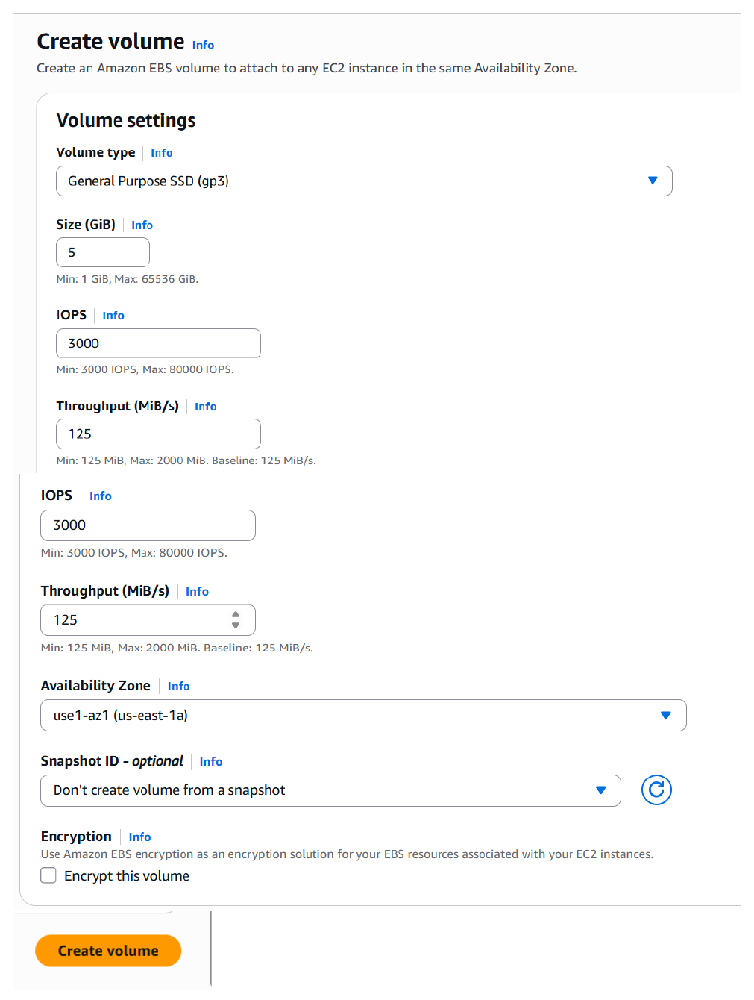 Create volume Info
Create an Amazon EBS volume to attach to any EC2 instance in the same Availability Zone.
Volume settings
Volume type Info
General Purpose SSD (gp3)
Size (GiB) Info
5
Min: 1 GiB, Max: 65536 GiB.
IOPS Info
3000
Min: 3000 IOPS, Max: 80000 IOPS.
Throughput (MiB/s) Info
125
Min: 125 MiB, Max: 2000 MiB. Baseline: 125 MiB/s.
IOPS Info
3000
Min: 3000 IOPS, Max: 80000 IOPS.
Throughput (MiB/s) Info
125
Min: 125 MiB, Max: 2000 MiB. Baseline: 125 MiB/s.
Availability Zone Info
use1-az1 (us-east-1a)
Snapshot ID - optional Info
Don't create volume from a snapshot
Encryption Info
Use Amazon EBS encryption as an encryption solution for your EBS resources associated with your EC2 instances.
Encrypt this volume
Create volume